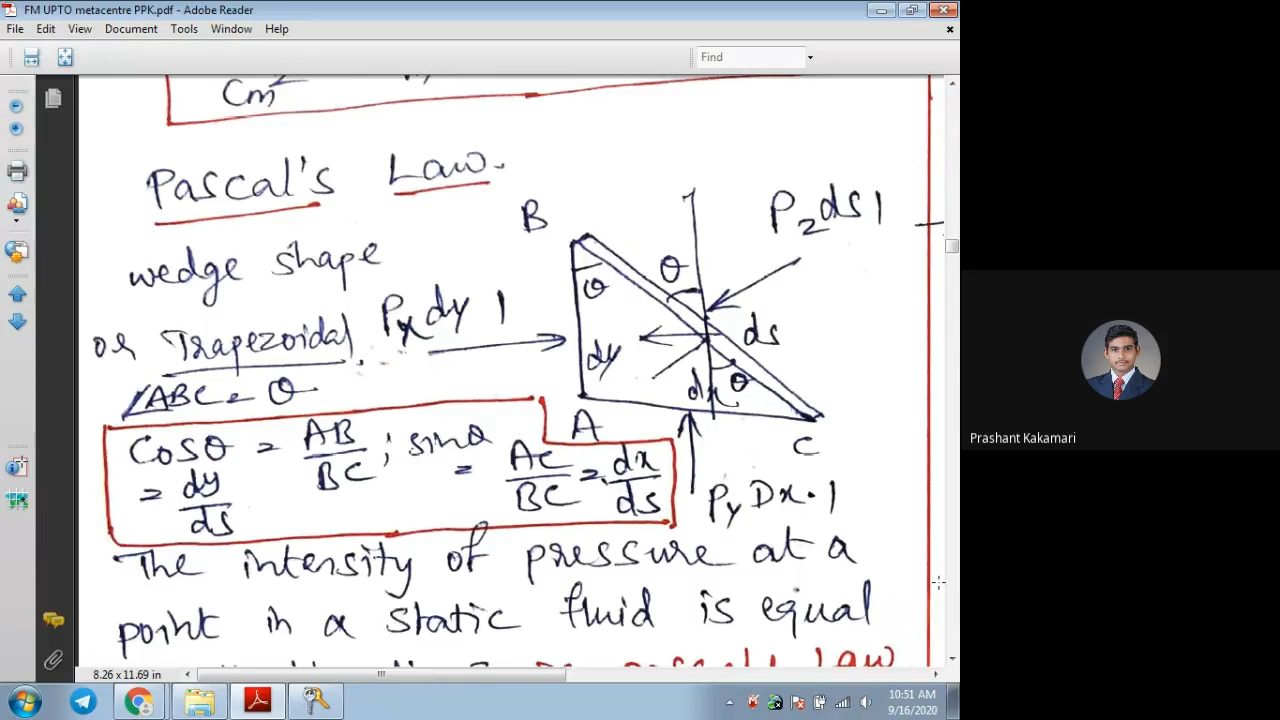 FM UPTO metacentre PPK.pdf - Adobe Reader
File Edit View Document Tools Window Help
Find
Cm²
Pascal's Law.
wedge shape
or Trapezoidal.
∠ABC = θ
B
θ
θ
P₂ds1
Pxdy 1
dy
ds
dx
θ
A
C
PyDx.1
Cosθ = AB/BC ; sinθ
= dy/ds
= AC/BC = dx/ds
The intensity of pressure at a
point in a static fluid is equal
Pascal's Law
8.26 x 11.69 in
Prashant Kakamari
10:51 AM
9/16/2020